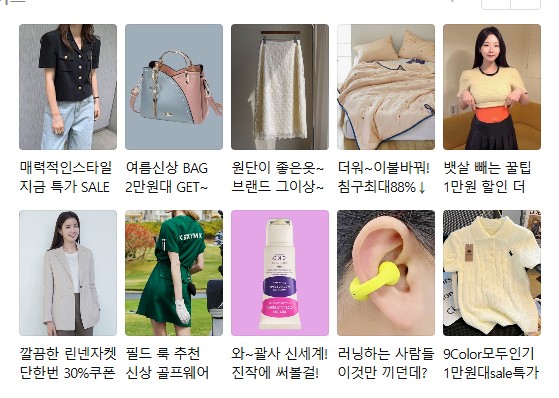 매력적인스타일
지금 특가 SALE
여름신상 BAG
2만원대 GET~
원단이 좋은옷~
브랜드 그이상~
더워~이불바꿔!
침구최대88%↓
뱃살 빼는 꿀팁
1만원 할인 더
깔끔한 린넨자켓
단한번 30%쿠폰
필드 룩 추천
신상 골프웨어
와~괄사 신세계!
진작에 써볼걸!
러닝하는 사람들
이것만 끼던데?
9Color모두인기
1만원대sale특가